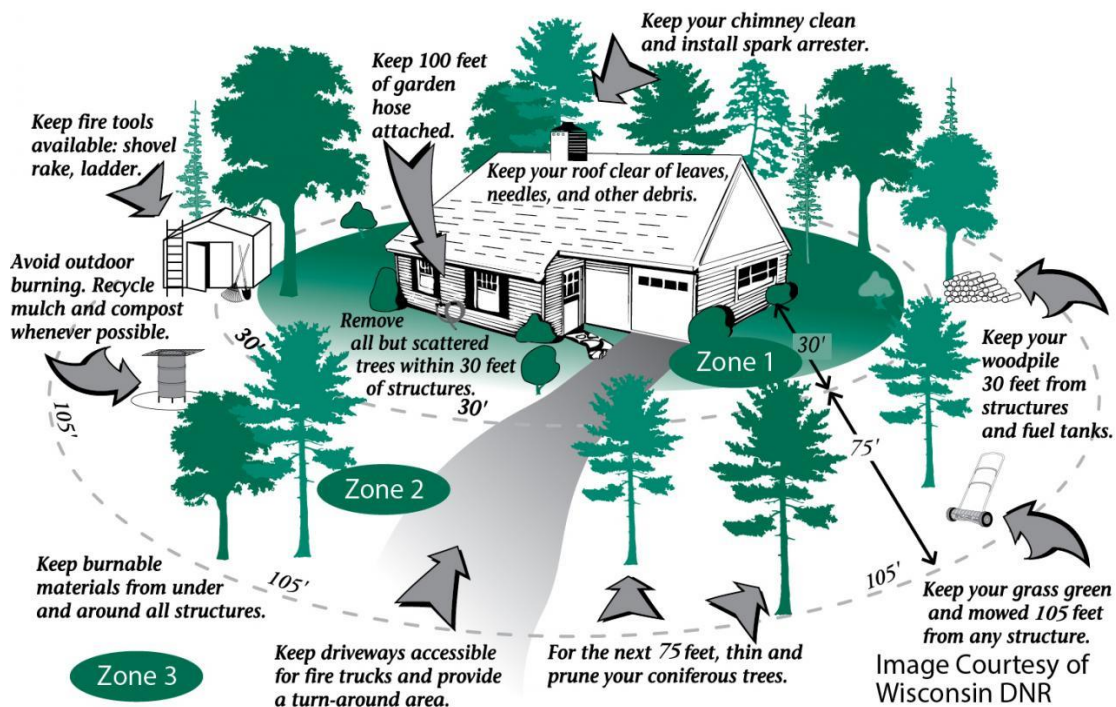 Keep your chimney clean
and install spark arrester.
Keep 100 feet
of garden
hose
attached.
Keep fire tools
available: shovel
rake, ladder.
Keep your roof clear of leaves,
needles, and other debris.
Avoid outdoor
burning. Recycle
mulch and compost
whenever possible.
Remove
all but scattered
trees within 30 feet
of structures.
30'
30'
Zone 1
30'
Keep your
woodpile
30 feet from
structures
and fuel tanks.
105'
75'
Zone 2
Keep burnable
materials from under
and around all structures.
105'
105'
Keep your grass green
and mowed 105 feet
from any structure.
Zone 3
Keep driveways accessible
for fire trucks and provide
a turn-around area.
For the next 75 feet, thin and
prune your coniferous trees.
Image Courtesy of
Wisconsin DNR